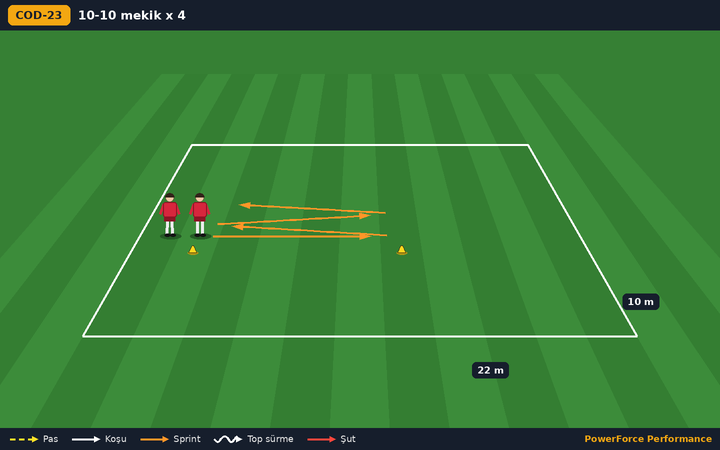 COD-23 10-10 mekik x 4
10 m
22 m
Pas Koşu Sprint Top sürme Şut PowerForce Performance